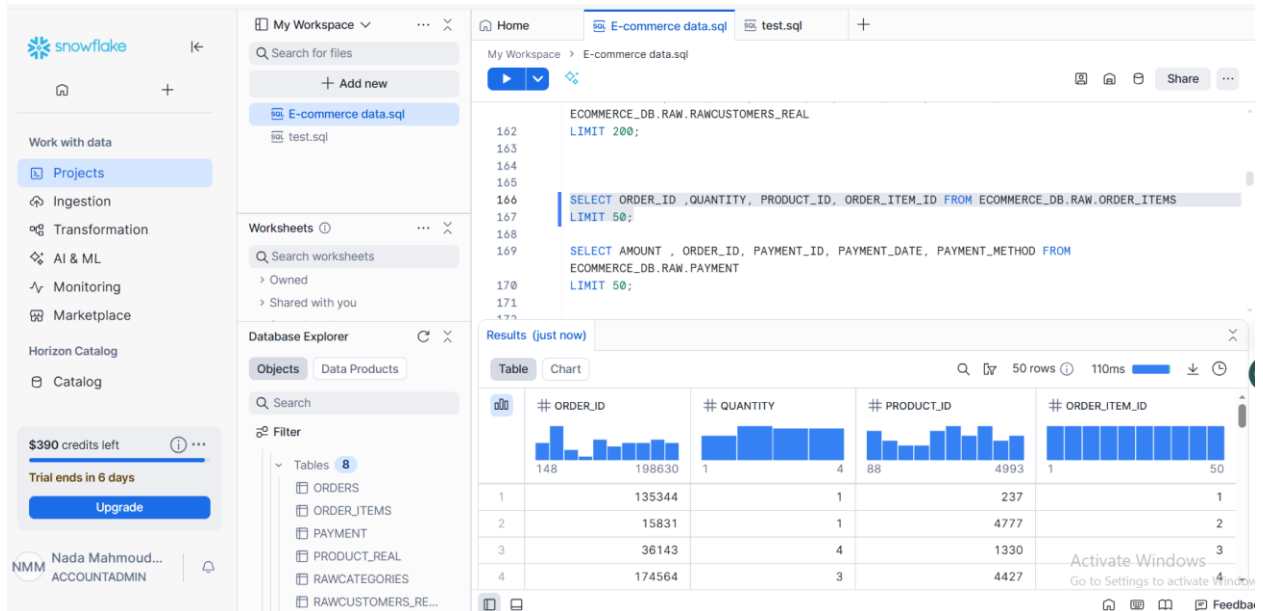 snowflake
Work with data
Projects
Ingestion
Transformation
AI & ML
Monitoring
Marketplace
Horizon Catalog
Catalog
$390 credits left
Trial ends in 6 days
Upgrade
NMM
Nada Mahmoud...
ACCOUNTADMIN
My Workspace
Search for files
+ Add new
SQL E-commerce data.sql
SQL test.sql
Worksheets
Search worksheets
Owned
Shared with you
Database Explorer
Objects
Data Products
Search
Filter
Tables 8
ORDERS
ORDER_ITEMS
PAYMENT
PRODUCT_REAL
RAWCATEGORIES
RAWCUSTOMERS_RE...
Home
SQL E-commerce data.sql
SQL test.sql
My Workspace > E-commerce data.sql
Share
ECOMMERCE_DB.RAW.RAWCUSTOMERS_REAL
162 LIMIT 200;
163
164
165
166 SELECT ORDER_ID ,QUANTITY, PRODUCT_ID, ORDER_ITEM_ID FROM ECOMMERCE_DB.RAW.ORDER_ITEMS
167 LIMIT 50;
168
169 SELECT AMOUNT , ORDER_ID, PAYMENT_ID, PAYMENT_DATE, PAYMENT_METHOD FROM
ECOMMERCE_DB.RAW.PAYMENT
170 LIMIT 50;
171
Results (just now)
Table
Chart
50 rows
110ms
# ORDER_ID # QUANTITY # PRODUCT_ID # ORDER_ITEM_ID
148 198630 1 4 88 4993 1 50
1 135344 1 237 1
2 15831 1 4777 2
3 36143 4 1330 3
4 174564 3 4427 4
Activate Windows
Go to Settings to activate Window
Feedba